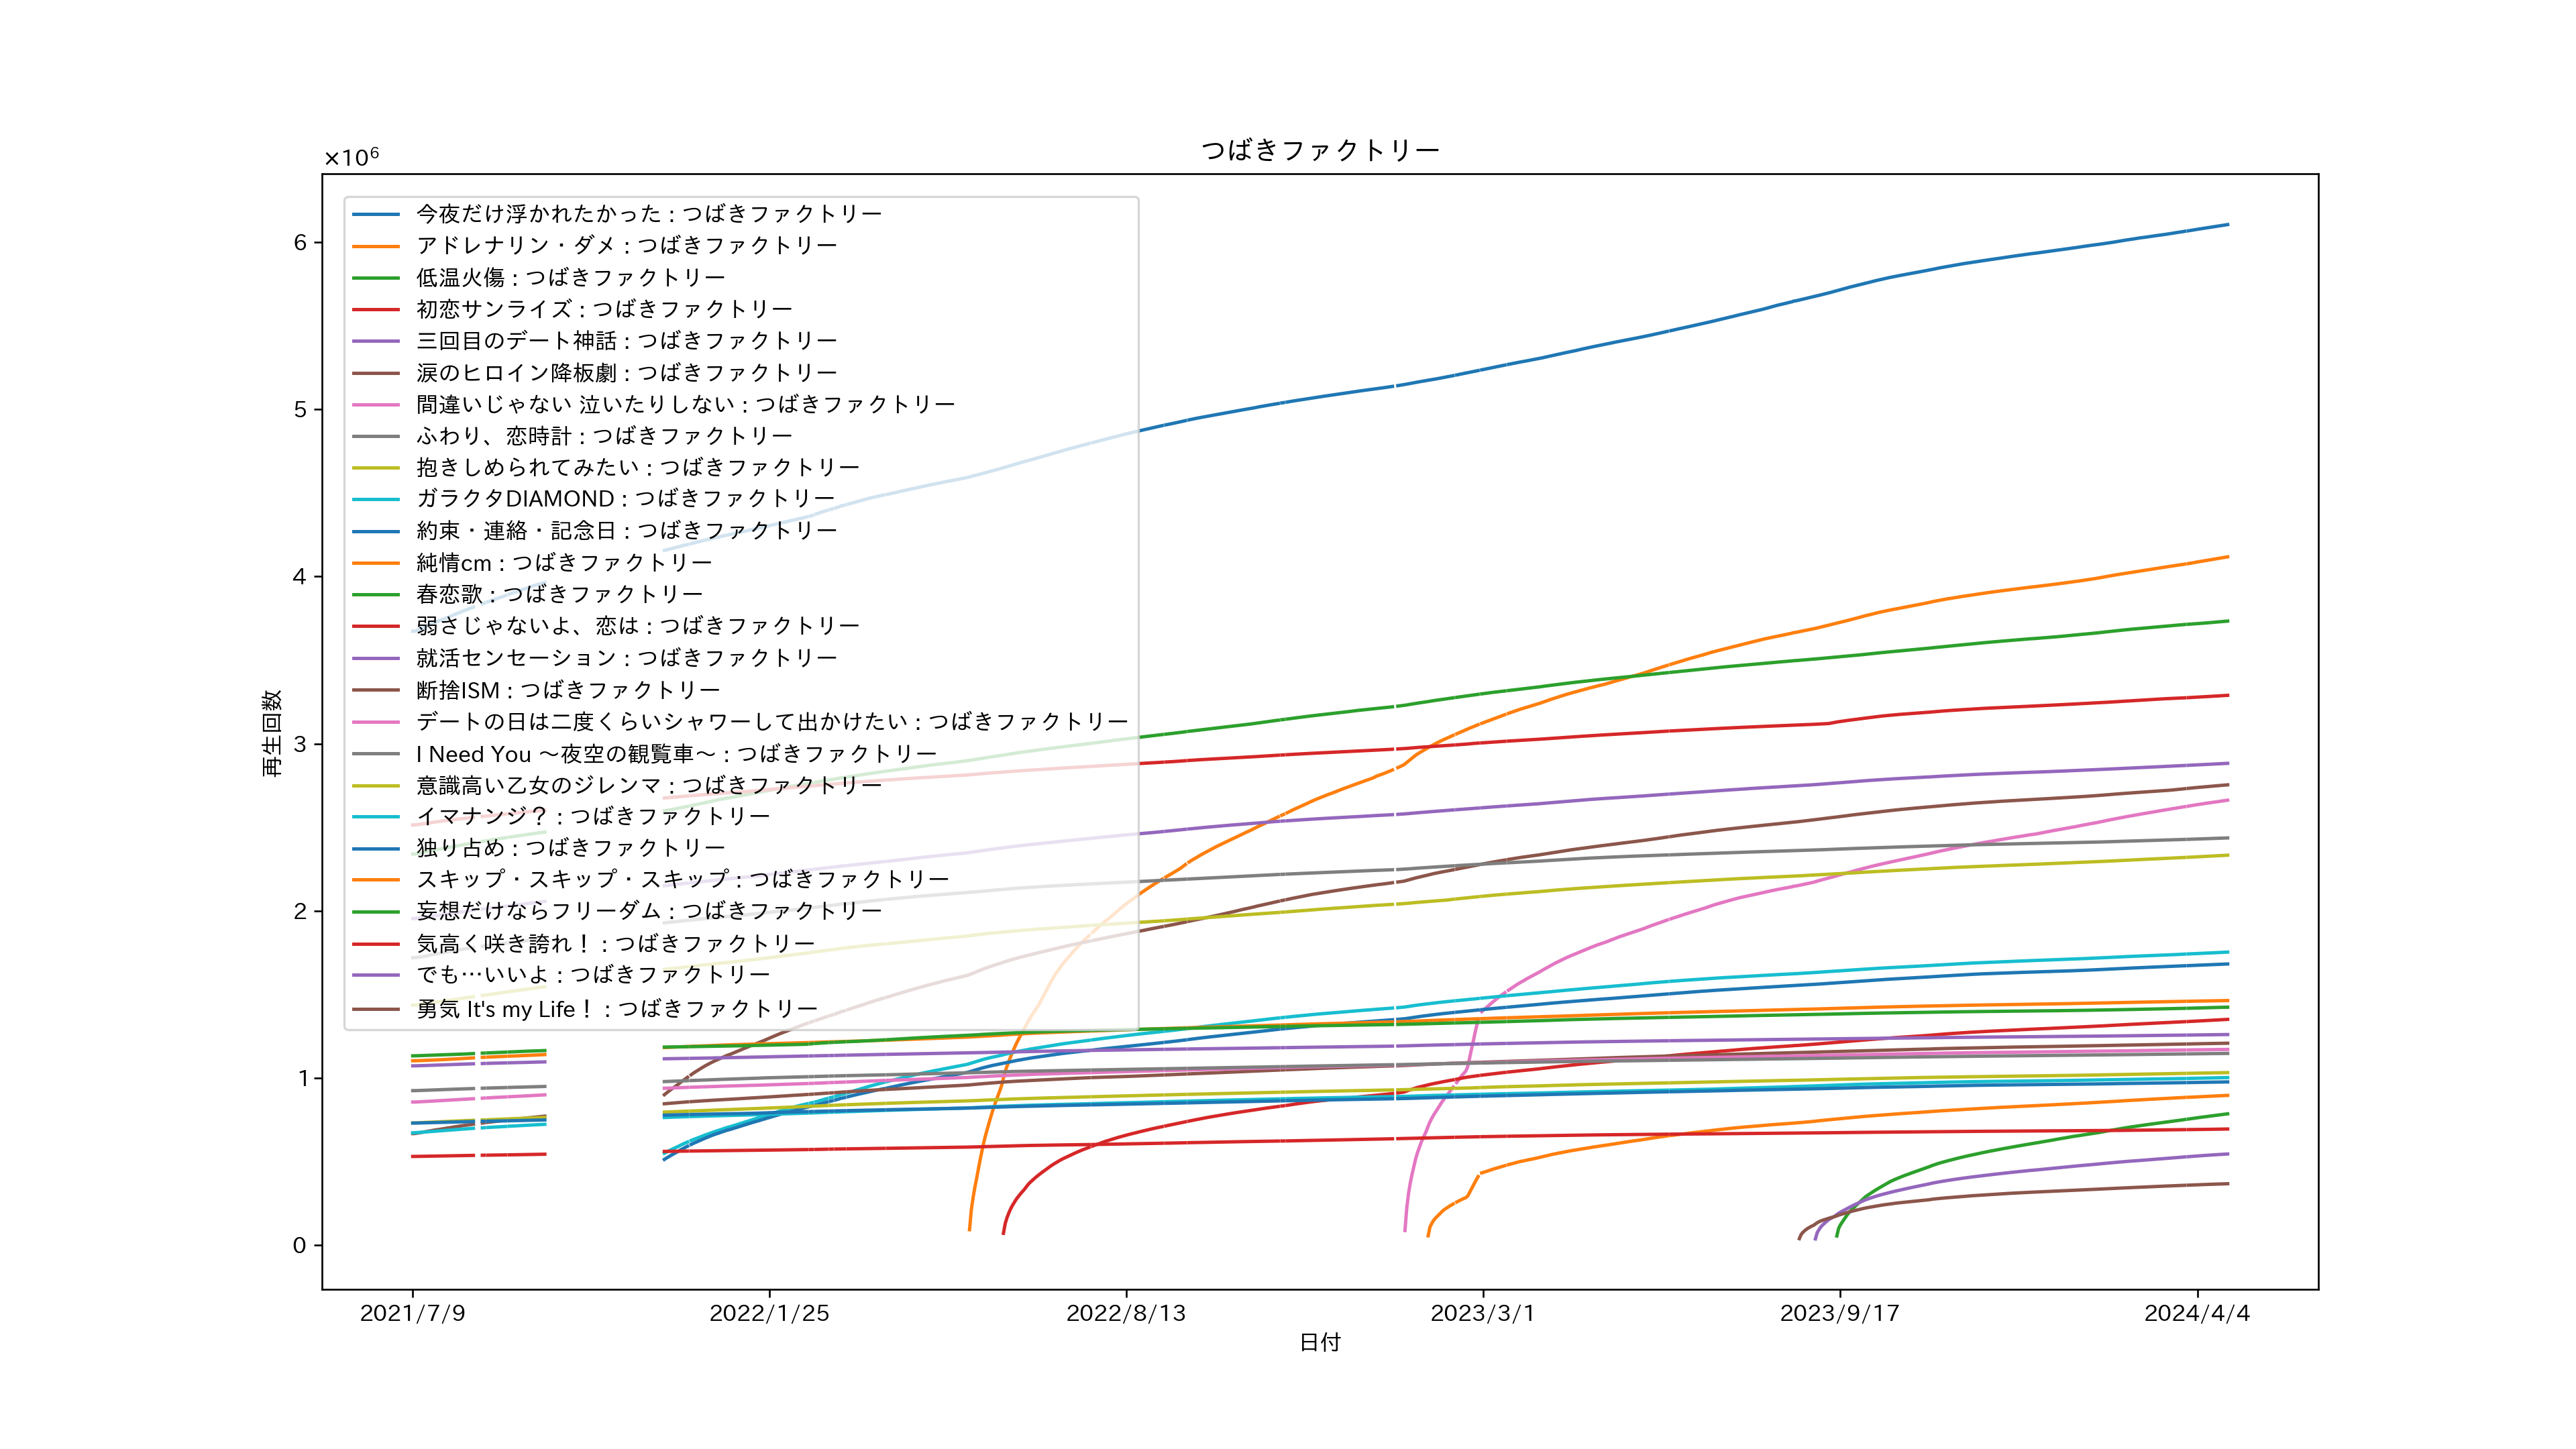 つばきファクトリー
×10⁶
今夜だけ浮かれたかった : つばきファクトリー
アドレナリン・ダメ : つばきファクトリー
低温火傷 : つばきファクトリー
初恋サンライズ : つばきファクトリー
三回目のデート神話 : つばきファクトリー
涙のヒロイン降板劇 : つばきファクトリー
間違いじゃない 泣いたりしない : つばきファクトリー
ふわり、恋時計 : つばきファクトリー
抱きしめられてみたい : つばきファクトリー
ガラクタDIAMOND : つばきファクトリー
約束・連絡・記念日 : つばきファクトリー
純情cm : つばきファクトリー
春恋歌 : つばきファクトリー
弱さじゃないよ、恋は : つばきファクトリー
就活センセーション : つばきファクトリー
断捨ISM : つばきファクトリー
デートの日は二度くらいシャワーして出かけたい : つばきファクトリー
I Need You ～夜空の観覧車～ : つばきファクトリー
意識高い乙女のジレンマ : つばきファクトリー
イマナンジ？ : つばきファクトリー
独り占め : つばきファクトリー
スキップ・スキップ・スキップ : つばきファクトリー
妄想だけならフリーダム : つばきファクトリー
気高く咲き誇れ！ : つばきファクトリー
でも…いいよ : つばきファクトリー
勇気 It's my Life！ : つばきファクトリー
6
5
4
3
2
1
0
再生回数
2021/7/9
2022/1/25
2022/8/13
2023/3/1
2023/9/17
2024/4/4
日付